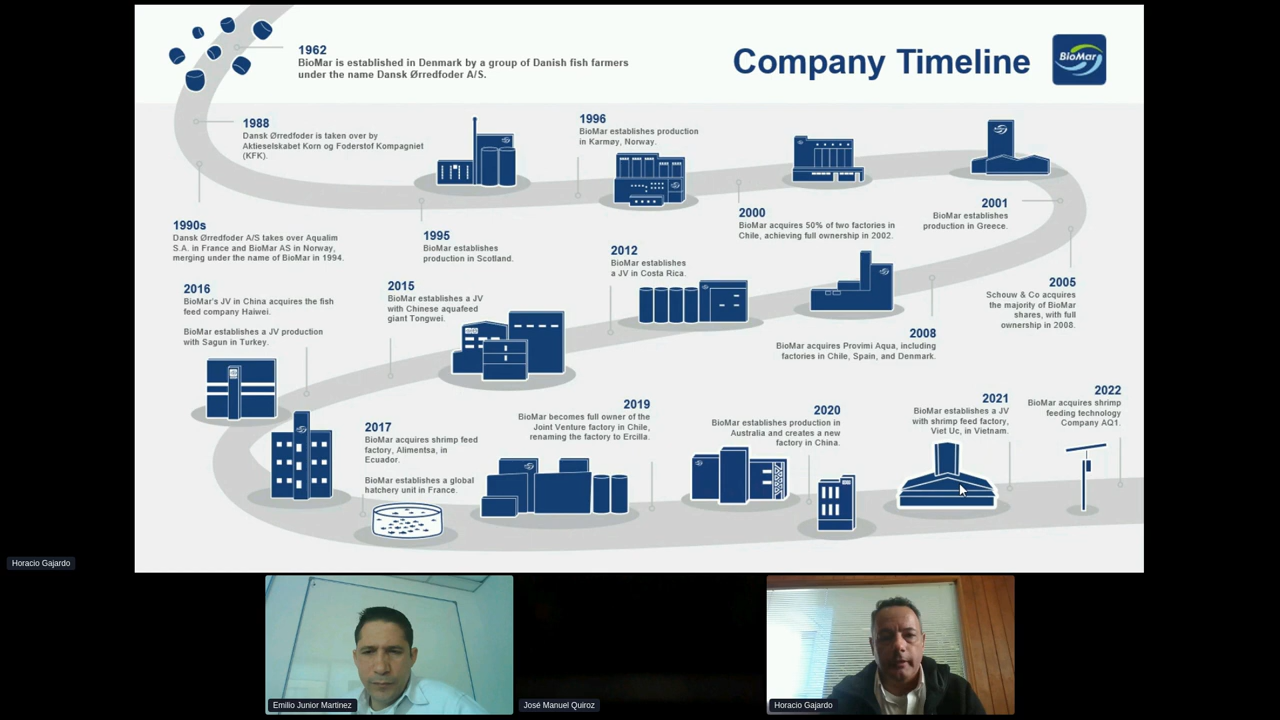 1962
BioMar is established in Denmark by a group of Danish fish farmers
under the name Dansk Ørredfoder A/S.
Company Timeline
BioMar
1988
Dansk Ørredfoder is taken over by
Aktieselskabet Korn og Foderstof Kompagniet
(KFK).
1996
BioMar establishes production
in Karmøy, Norway.
1990s
Dansk Ørredfoder A/S takes over Aqualim
S.A. in France and BioMar AS in Norway,
merging under the name of BioMar in 1994.
1995
BioMar establishes
production in Scotland.
2000
BioMar acquires 50% of two factories in
Chile, achieving full ownership in 2002.
2001
BioMar establishes
production in Greece.
2005
Schouw & Co acquires
the majority of BioMar
shares, with full
ownership in 2008.
2008
BioMar acquires Provimi Aqua, including
factories in Chile, Spain, and Denmark.
2012
BioMar establishes
a JV in Costa Rica.
2015
BioMar establishes a JV
with Chinese aquafeed
giant Tongwei.
2016
BioMar's JV in China acquires the fish
feed company Haiwei.
BioMar establishes a JV production
with Sagun in Turkey.
2017
BioMar acquires shrimp feed
factory, Alimentsa, in
Ecuador.
BioMar establishes a global
hatchery unit in France.
2019
BioMar becomes full owner of the
Joint Venture factory in Chile,
renaming the factory to Ercilla.
2020
BioMar establishes production in
Australia and creates a new
factory in China.
2021
BioMar establishes a JV
with shrimp feed factory,
Viet Uc, in Vietnam.
2022
BioMar acquires shrimp
feeding technology
Company AQ1.
Horacio Gajardo
Emilio Junior Martinez
José Manuel Quiroz
Horacio Gajardo